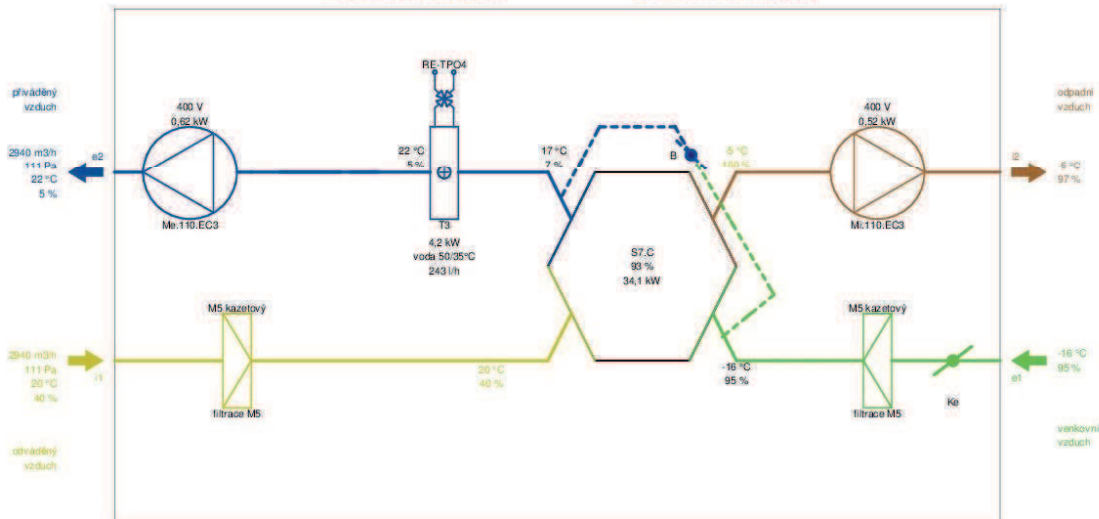 RE-TPO4
přiváděný
vzduch
400 V
0,62 kW
400 V
0,52 kW
odpadní
vzduch
2940 m3/h
111 Pa
22 °C
5 %
e2
22 °C
5 %
17 °C
7 %
B
-5 °C
100 %
i2
-6 °C
97 %
Me.110.EC3
T3
4,2 kW
voda 50/35°C
243 l/h
S7.C
93 %
34,1 kW
Mi.110.EC3
M5 kazetový
M5 kazetový
2940 m3/h
111 Pa
20 °C
40 %
i1
20 °C
40 %
-16 °C
95 %
-16 °C
95 %
e1
filtrace M5
filtrace M5
Ke
odváděný
vzduch
venkovní
vzduch